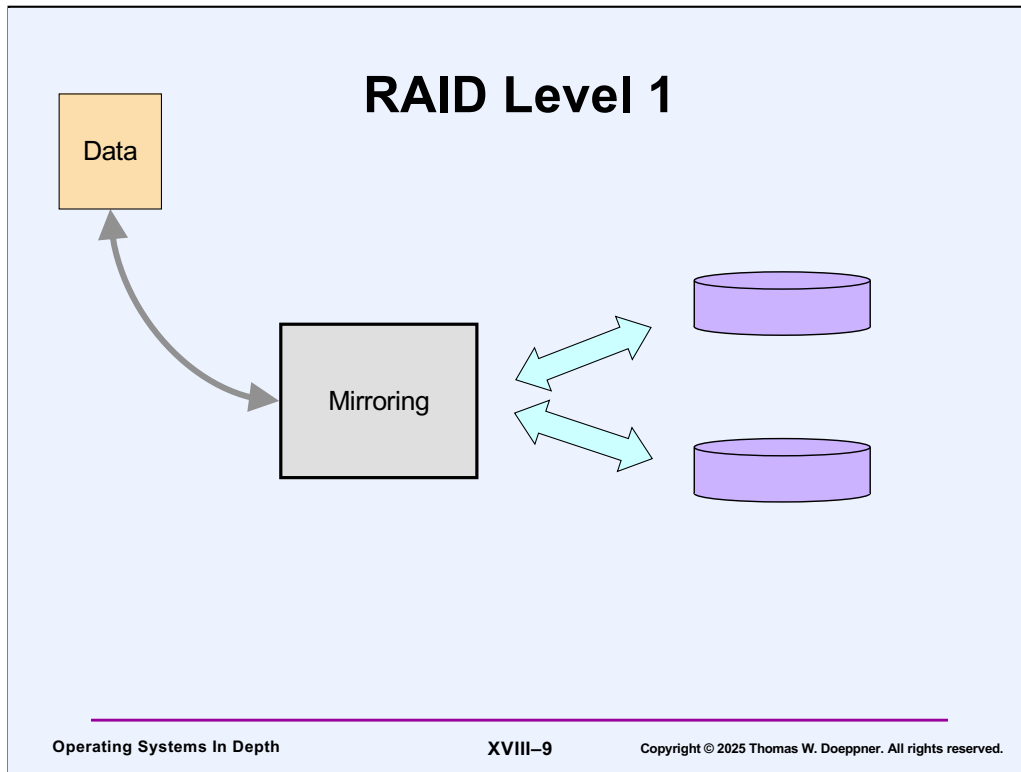 RAID Level 1
Data
Mirroring
Operating Systems In Depth
XVIII–9
Copyright © 2025 Thomas W. Doeppner. All rights reserved.